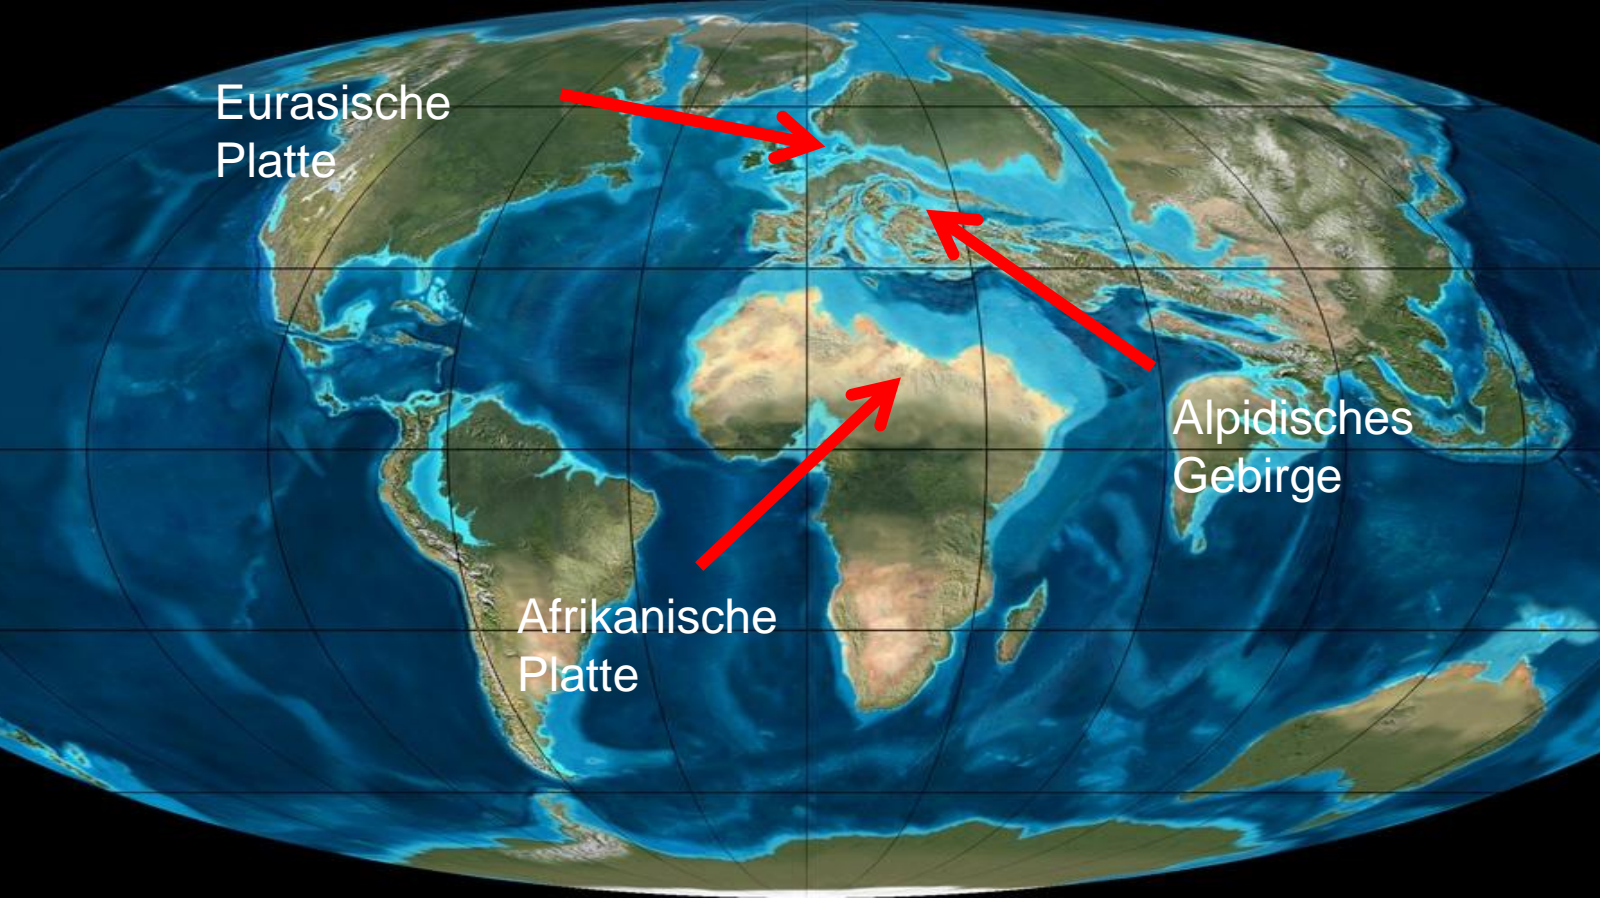 Eurasische
Platte
Alpidisches
Gebirge
Afrikanische
Platte